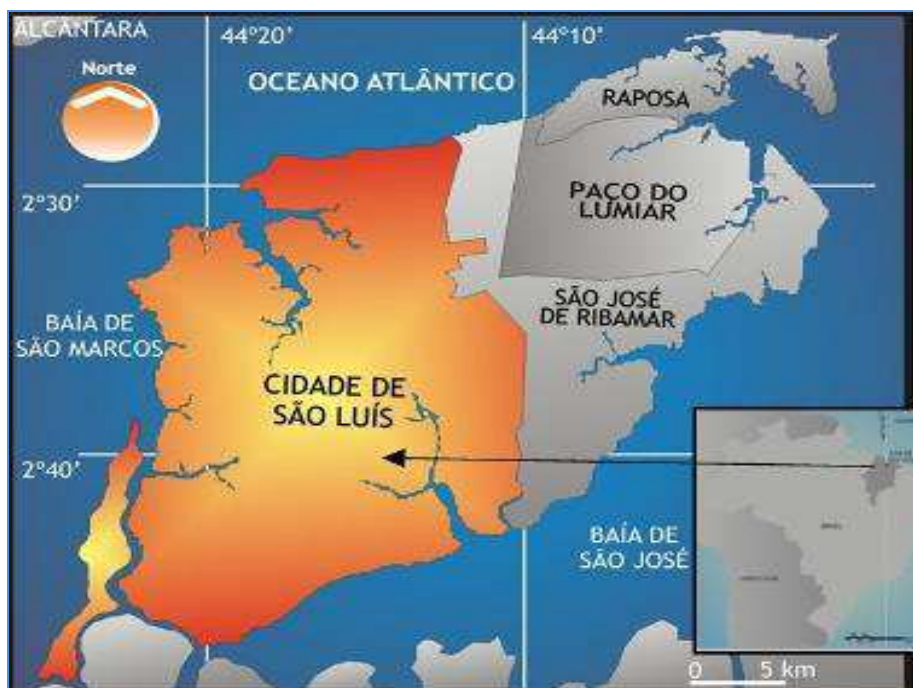 ALCÂNTARA
44°20'
44°10'
Norte
OCEANO ATLÂNTICO
RAPOSA
2°30'
PAÇO DO
LUMIAR
SÃO JOSÉ
DE RIBAMAR
BAÍA DE
SÃO MARCOS
CIDADE DE
SÃO LUÍS
2°40'
BAÍA DE
SÃO JOSÉ
BRASIL
0 5 km